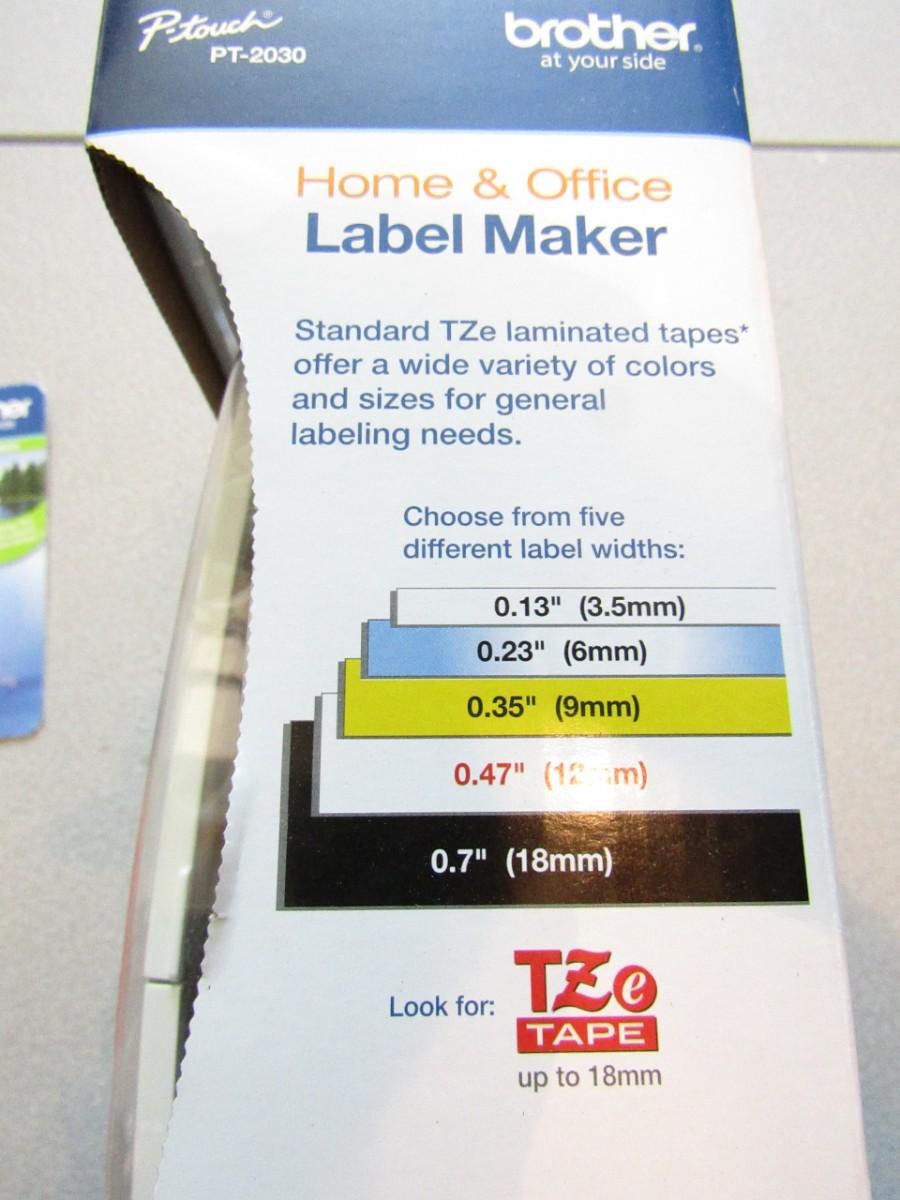 P-touch®
PT-2030
brother®
at your side
Home & Office
Label Maker
Standard TZe laminated tapes*
offer a wide variety of colors
and sizes for general
labeling needs.
Choose from five
different label widths:
0.13" (3.5mm)
0.23" (6mm)
0.35" (9mm)
0.47" (12mm)
0.7" (18mm)
Look for:
TZe
TAPE
up to 18mm